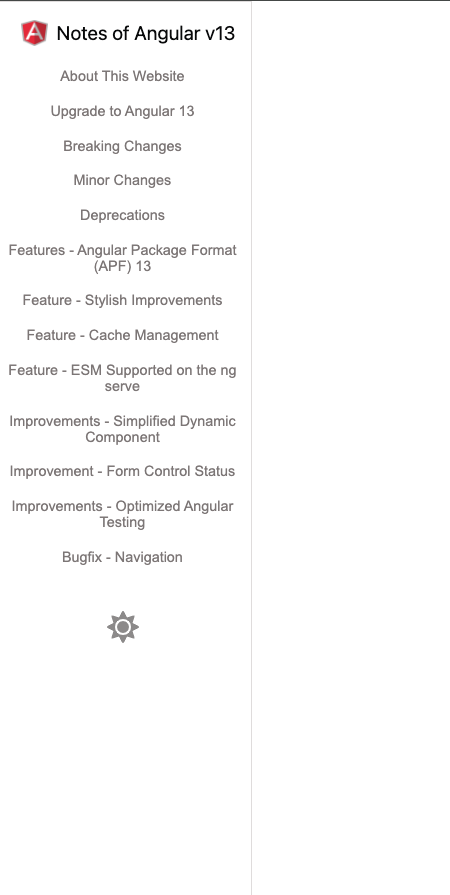 Notes of Angular v13
About This Website
Upgrade to Angular 13
Breaking Changes
Minor Changes
Deprecations
Features - Angular Package Format
(APF) 13
Feature - Stylish Improvements
Feature - Cache Management
Feature - ESM Supported on the ng
serve
Improvements - Simplified Dynamic
Component
Improvement - Form Control Status
Improvements - Optimized Angular
Testing
Bugfix - Navigation